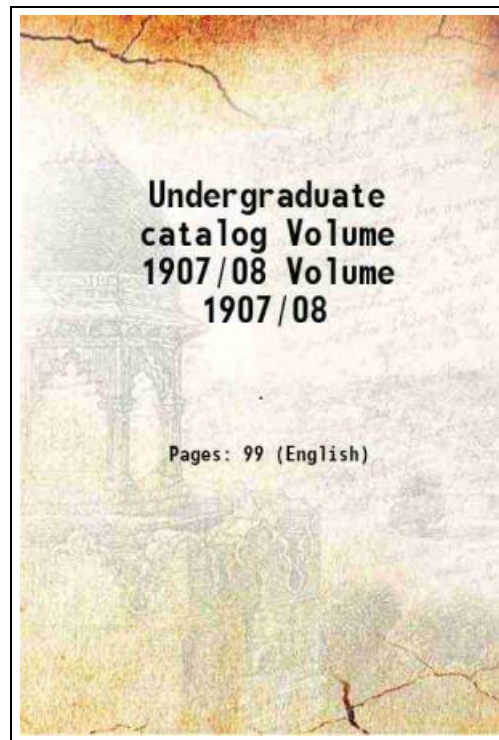 Undergraduate
catalog Volume
1907/08 Volume
1907/08
.
Pages: 99 (English)